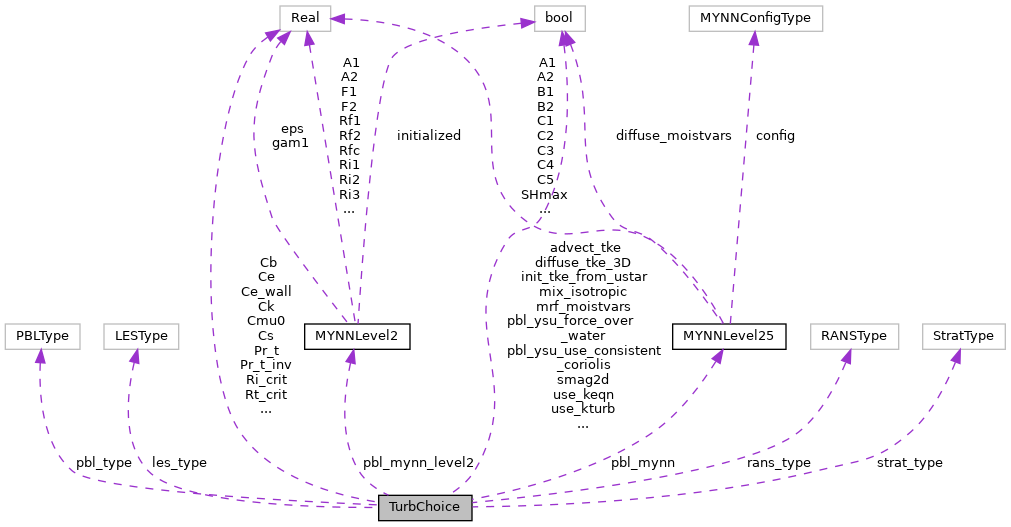 Real
bool
MYNNConfigType
A1
A2
F1
F2
Rf1
Rf2
Rfc
Ri1
Ri2
Ri3
...
eps
gam1
initialized
A1
A2
B1
B2
C1
C2
C3
C4
C5
SHmax
...
diffuse_moistvars
config
Cb
Ce
Ce_wall
Ck
Cmu0
Cs
Pr_t
Pr_t_inv
Ri_crit
Rt_crit
...
advect_tke
diffuse_tke_3D
init_tke_from_ustar
mix_isotropic
mrf_moistvars
pbl_ysu_force_over
_water
pbl_ysu_use_consistent
_coriolis
smag2d
use_keqn
use_kturb
...
PBLType
LESType
MYNNLevel2
MYNNLevel25
RANSType
StratType
pbl_type
les_type
pbl_mynn_level2
pbl_mynn
rans_type
strat_type
TurbChoice